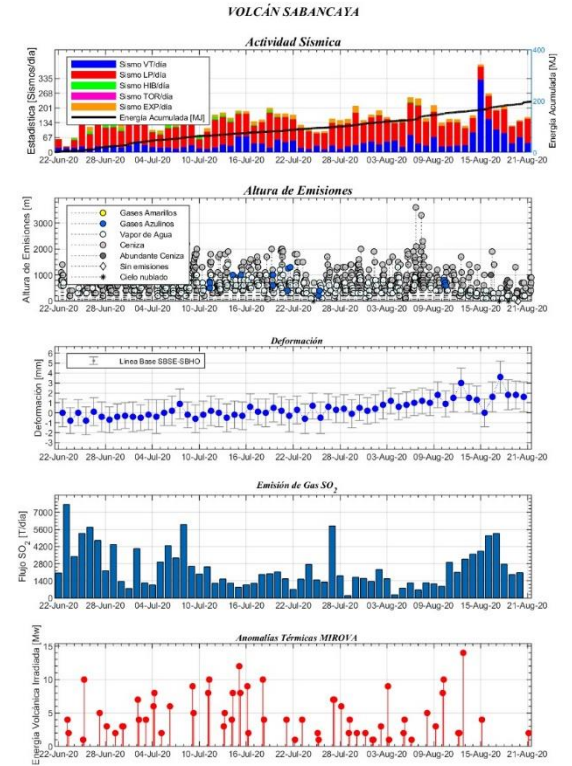 VOLCÁN SABANCAYA
Actividad Sísmica
Estadística [Sismos/día]
335
268
201
134
67
0
Sismo VT/día
Sismo LP/día
Sismo HIB/día
Sismo TOR/día
Sismo EXP/día
Energía Acumulada [MJ]
400
200
0
Energía Acumulada [MJ]
22-Jun-20 28-Jun-20 04-Jul-20 10-Jul-20 16-Jul-20 22-Jul-20 28-Jul-20 03-Aug-20 09-Aug-20 15-Aug-20 21-Aug-20
Altura de Emisiones
Altura de Emisiones [m]
3000
2000
1000
0
Gases Amarillos
Gases Azulinos
Vapor de Agua
Ceniza
Abundante Ceniza
Sin emisiones
Cielo nublado
22-Jun-20 28-Jun-20 04-Jul-20 10-Jul-20 16-Jul-20 22-Jul-20 28-Jul-20 03-Aug-20 09-Aug-20 15-Aug-20 21-Aug-20
Deformación
Deformación [mm]
6
5
4
3
2
1
0
-1
-2
-3
Línea Base SBSE-SBHO
22-Jun-20 28-Jun-20 04-Jul-20 10-Jul-20 16-Jul-20 22-Jul-20 28-Jul-20 03-Aug-20 09-Aug-20 15-Aug-20 21-Aug-20
Emisión de Gas SO2
Flujo SO2 [T/día]
7000
5600
4200
2800
1400
0
22-Jun-20 28-Jun-20 04-Jul-20 10-Jul-20 16-Jul-20 22-Jul-20 28-Jul-20 03-Aug-20 09-Aug-20 15-Aug-20 21-Aug-20
Anomalías Térmicas MIROVA
Energía Volcánica Irradiada [Mw]
15
10
5
0
22-Jun-20 28-Jun-20 04-Jul-20 10-Jul-20 16-Jul-20 22-Jul-20 28-Jul-20 03-Aug-20 09-Aug-20 15-Aug-20 21-Aug-20